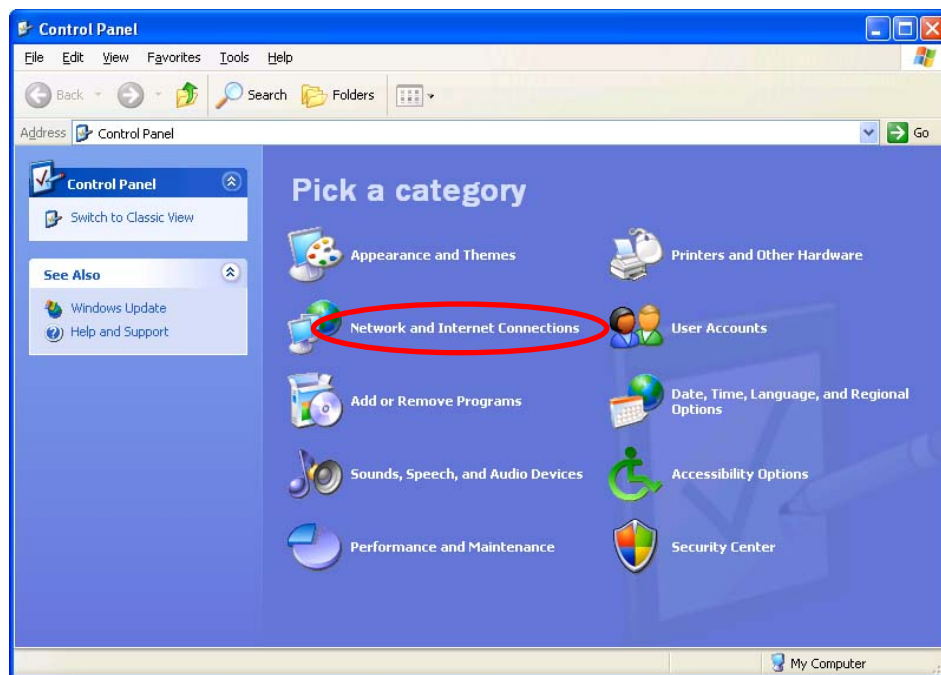 Control Panel
File Edit View Favorites Tools Help
Back Search Folders
Address Control Panel Go
Control Panel
Switch to Classic View
See Also
Windows Update
Help and Support
Pick a category
Appearance and Themes
Printers and Other Hardware
Network and Internet Connections
User Accounts
Add or Remove Programs
Date, Time, Language, and Regional
Options
Sounds, Speech, and Audio Devices
Accessibility Options
Performance and Maintenance
Security Center
My Computer